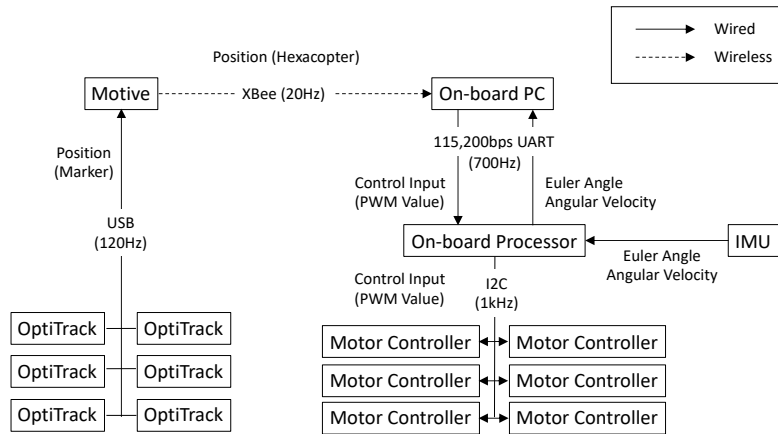 Wired
Wireless
Position (Hexacopter)
Motive
XBee (20Hz)
On-board PC
115,200bps UART
(700Hz)
Position
(Marker)
Control Input
(PWM Value)
Euler Angle
Angular Velocity
USB
(120Hz)
On-board Processor
IMU
Euler Angle
Angular Velocity
Control Input
(PWM Value)
I2C
(1kHz)
OptiTrack
OptiTrack
Motor Controller
Motor Controller
OptiTrack
OptiTrack
Motor Controller
Motor Controller
OptiTrack
OptiTrack
Motor Controller
Motor Controller